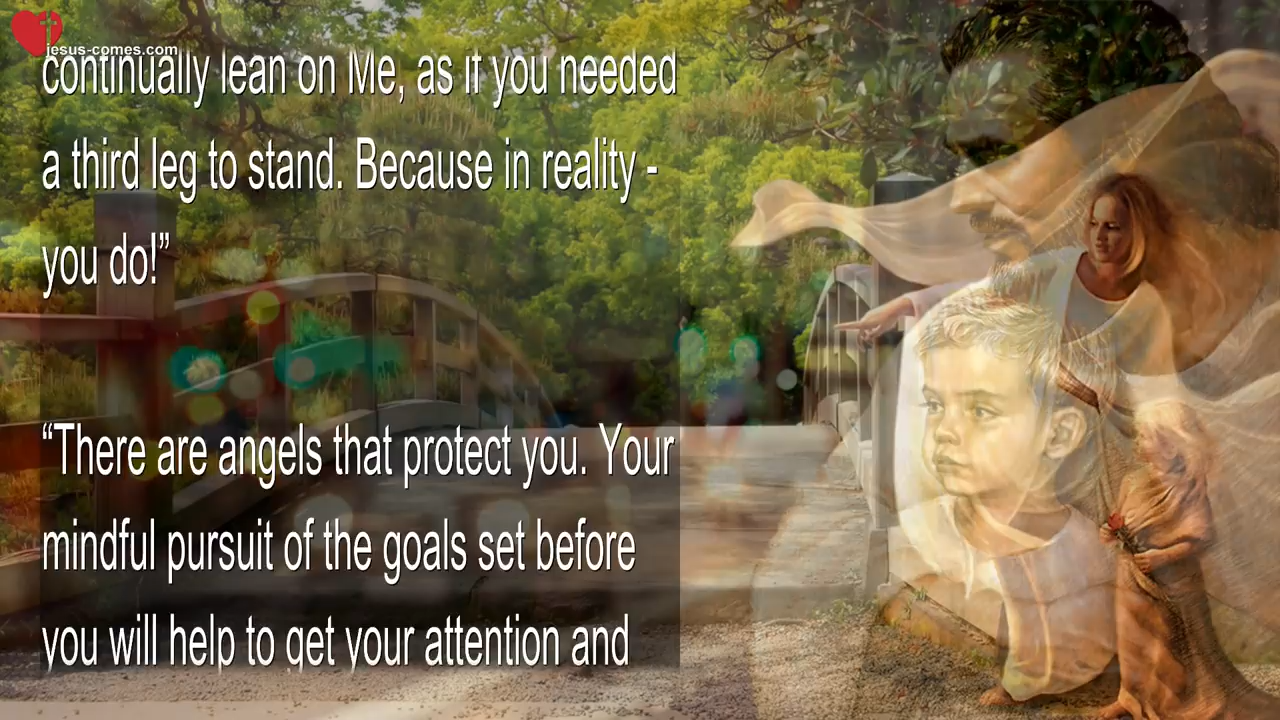 jesus-comes.com
continually lean on Me, as if you needed
a third leg to stand. Because in reality -
you do!”
“There are angels that protect you. Your
mindful pursuit of the goals set before
you will help to get your attention and